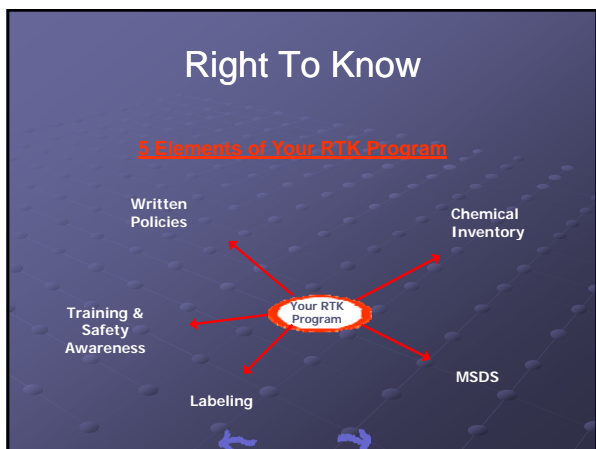 Right To Know
5 Elements of Your RTK Program
Written
Policies
Chemical
Inventory
Your RTK
Program
Training &
Safety
Awareness
MSDS
Labeling